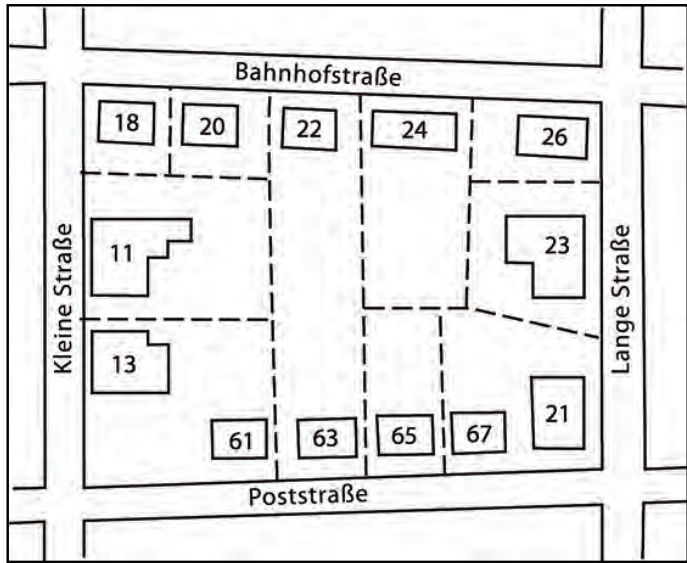 Bahnhofstraße
18 20 22 24 26
Kleine Straße
11
23
Lange Straße
13
21
61 63 65 67
Poststraße